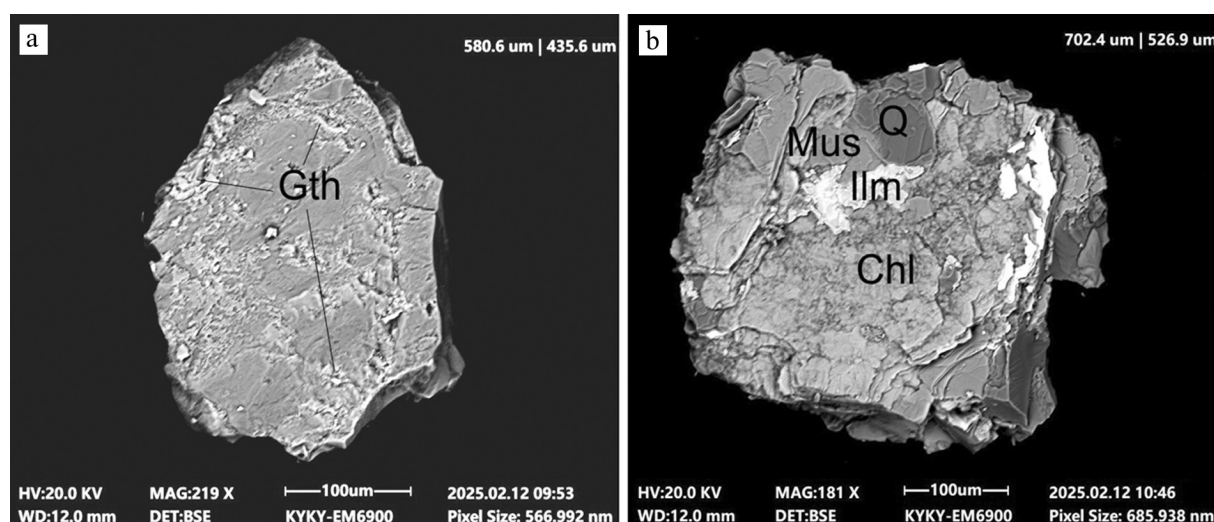 a
580.6 um | 435.6 um
Gth
HV:20.0 KV MAG:219 X 100um 2025.02.12 09:53
WD:12.0 mm DET:BSE KYKY-EM6900 Pixel Size: 566.992 nm
b
702.4 um | 526.9 um
Q
Mus
Ilm
Chl
HV:20.0 KV MAG:181 X 100um 2025.02.12 10:46
WD:12.0 mm DET:BSE KYKY-EM6900 Pixel Size: 685.938 nm